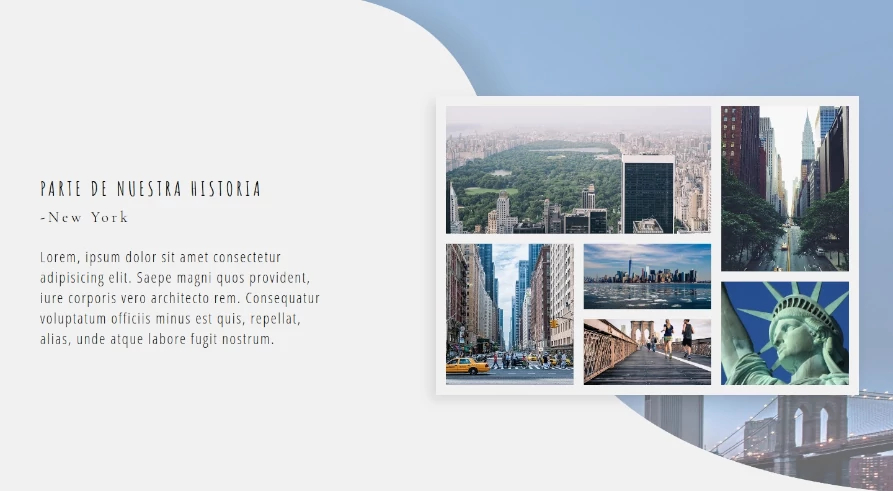 PARTE DE NUESTRA HISTORIA
-New York
Lorem, ipsum dolor sit amet consectetur
adipisicing elit. Saepe magni quos provident,
iure corporis vero architecto rem. Consequatur
voluptatum officiis minus est quis, repellat,
alias, unde atque labore fugit nostrum.